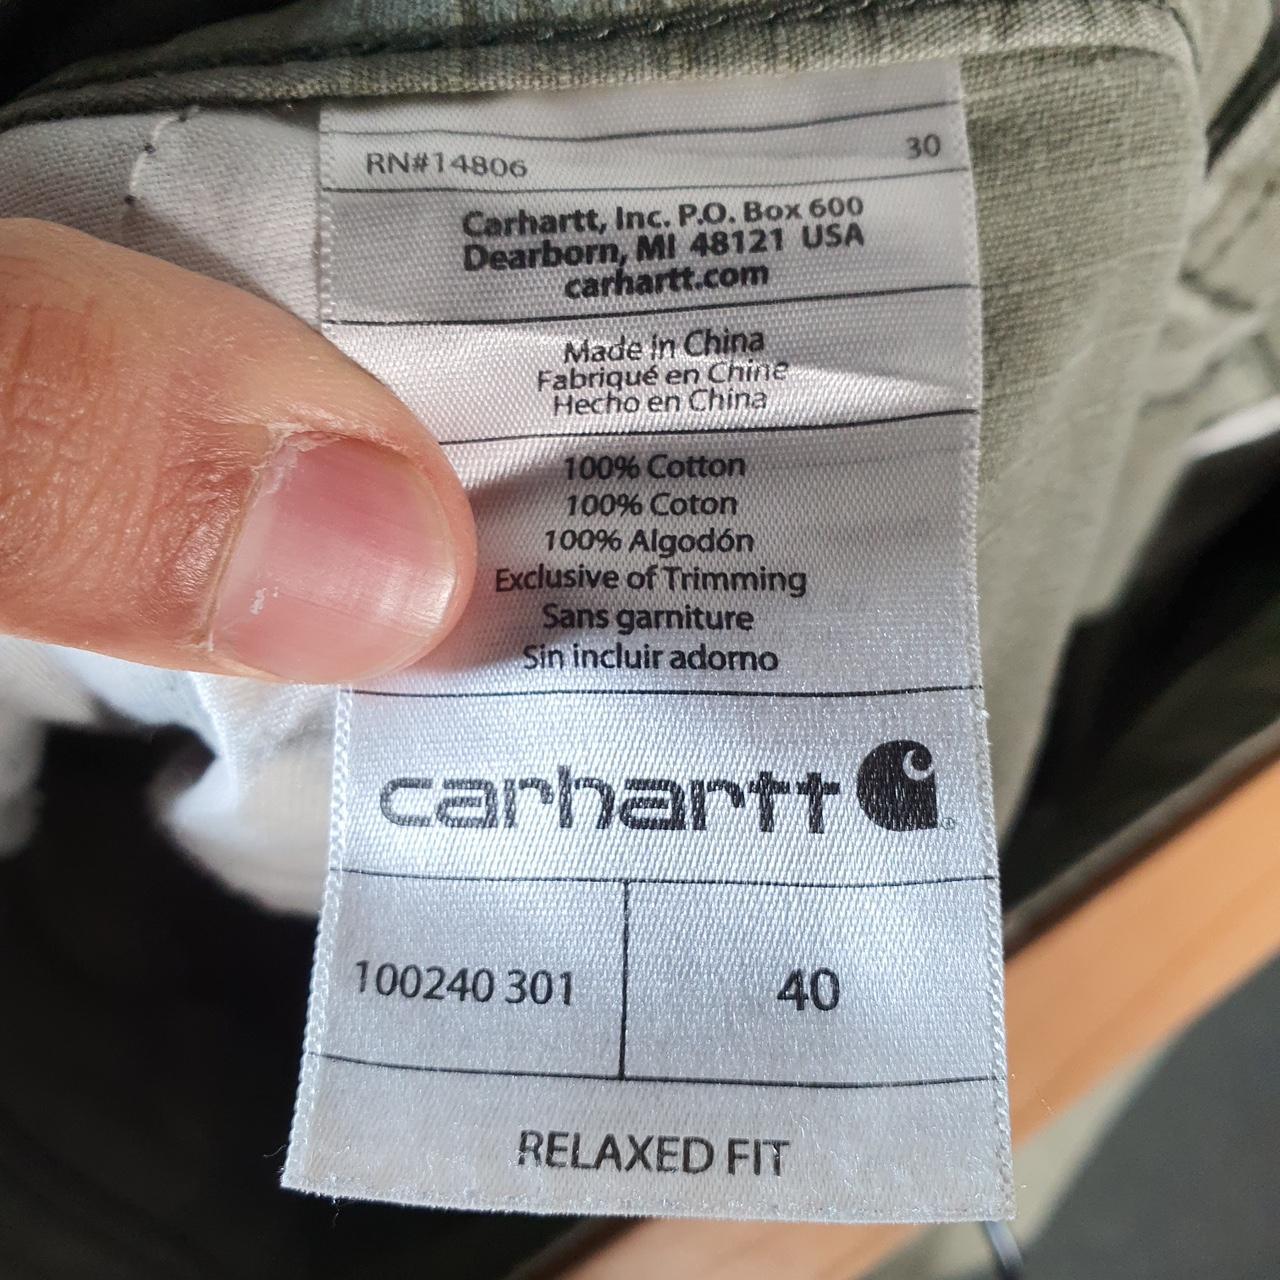 RN#14806 30
Carhartt, Inc. P.O. Box 600
Dearborn, MI 48121 USA
carhartt.com
Made in China
Fabriqué en Chine
Hecho en China
100% Cotton
100% Coton
100% Algodón
Exclusive of Trimming
Sans garniture
Sin incluir adorno
carhartt ®
100240 301 40
RELAXED FIT